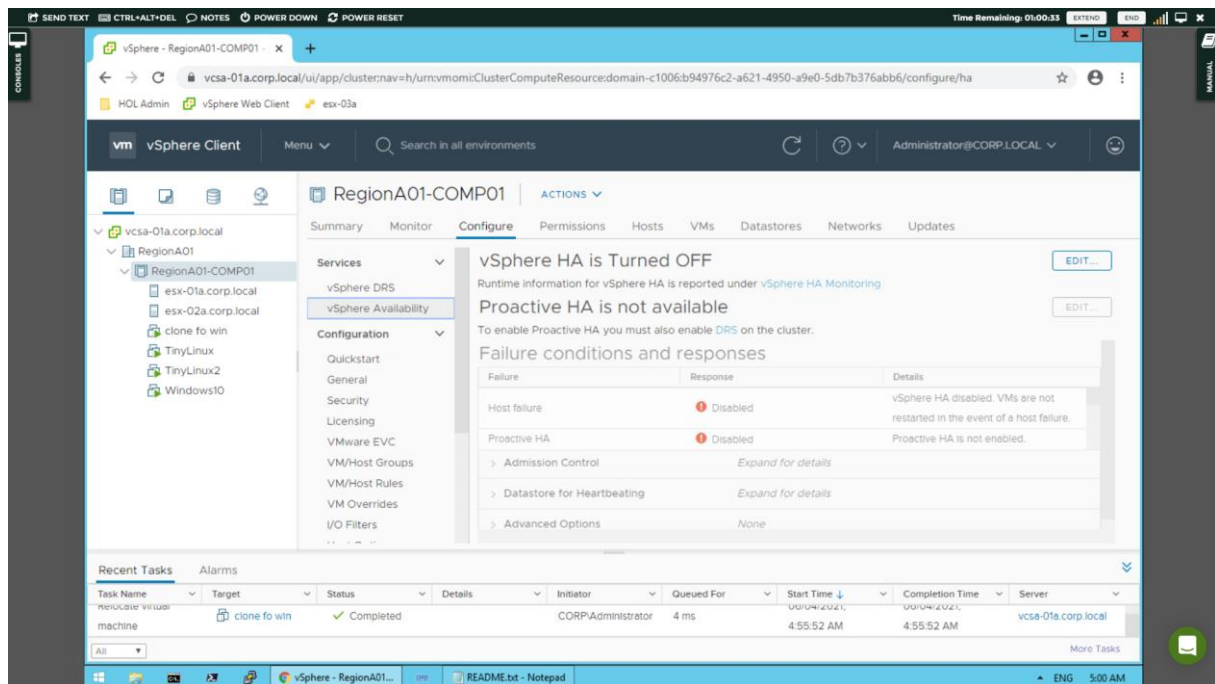 SEND TEXT CTRL+ALT+DEL NOTES POWER DOWN POWER RESET
Time Remaining: 01:00:33 EXTEND END
CONSOLES
MANUAL
vSphere - RegionA01-COMP01 -
vcsa-01a.corp.local/ui/app/cluster;nav=h/urn:vmomi:ClusterComputeResource:domain-c1006:b94976c2-a621-4950-a9e0-5db7b376abb6/configure/ha
HOL Admin vSphere Web Client esx-03a
vm vSphere Client Menu Search in all environments Administrator@CORP.LOCAL
vcsa-01a.corp.local
RegionA01
RegionA01-COMP01
esx-01a.corp.local
esx-02a.corp.local
clone fo win
TinyLinux
TinyLinux2
Windows10
RegionA01-COMP01 ACTIONS
Summary Monitor Configure Permissions Hosts VMs Datastores Networks Updates
Services
vSphere DRS
vSphere Availability
Configuration
Quickstart
General
Security
Licensing
VMware EVC
VM/Host Groups
VM/Host Rules
VM Overrides
I/O Filters
vSphere HA is Turned OFF EDIT...
Runtime information for vSphere HA is reported under vSphere HA Monitoring
Proactive HA is not available EDIT...
To enable Proactive HA you must also enable DRS on the cluster.
Failure conditions and responses
Failure Response Details
Host failure Disabled vSphere HA disabled. VMs are not
restarted in the event of a host failure.
Proactive HA Disabled Proactive HA is not enabled.
Admission Control Expand for details
Datastore for Heartbeating Expand for details
Advanced Options None
Recent Tasks Alarms
Task Name Target Status Details Initiator Queued For Start Time Completion Time Server
Relocate virtual
machine clone fo win Completed CORP\Administrator 4 ms 06/04/2021, 06/04/2021, vcsa-01a.corp.local
4:55:52 AM 4:55:52 AM
All More Tasks
vSphere - RegionA01... README.txt - Notepad ENG 5:00 AM